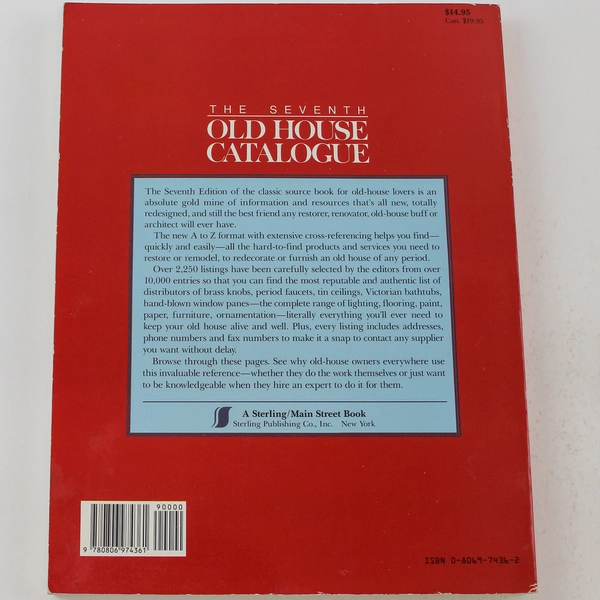 $14.95
Can. $19.95
THE SEVENTH
OLD HOUSE
CATALOGUE
The Seventh Edition of the classic source book for old-house lovers is an
absolute gold mine of information and resources that's all new, totally
redesigned, and still the best friend any restorer, renovator, old-house buff or
architect will ever have.
The new A to Z format with extensive cross-referencing helps you find—
quickly and easily—all the hard-to-find products and services you need to
restore or remodel, to redecorate or furnish an old house of any period.
Over 2,250 listings have been carefully selected by the editors from over
10,000 entries so that you can find the most reputable and authentic list of
distributors of brass knobs, period faucets, tin ceilings, Victorian bathtubs,
hand-blown window panes—the complete range of lighting, flooring, paint,
paper, furniture, ornamentation—literally everything you'll ever need to
keep your old house alive and well. Plus, every listing includes addresses,
phone numbers and fax numbers to make it a snap to contact any supplier
you want without delay.
Browse through these pages. See why old-house owners everywhere use
this invaluable reference—whether they do the work themselves or just want
to be knowledgeable when they hire an expert to do it for them.
A Sterling/Main Street Book
Sterling Publishing Co., Inc. New York
90000
9 780806 974361
ISBN 0-8069-7436-2